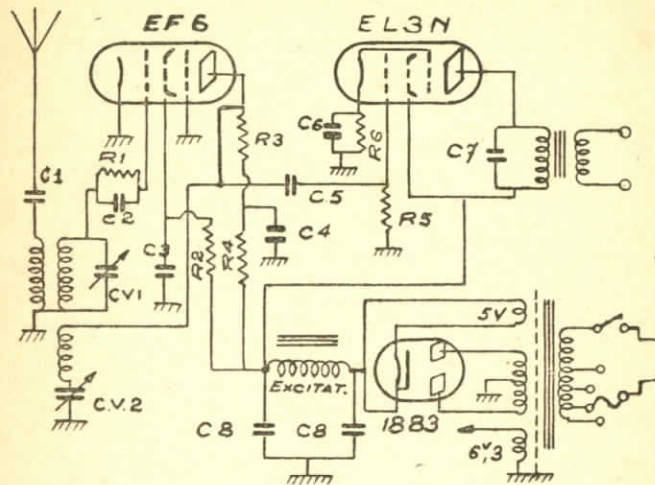 EF6
EL3N
C1
R1
C2
C3
CV1
C.V.2
R3
R2
R4
C4
C5
C6
R6
R5
C7
5V
EXCITAT.
C8
C8
1883
6V,3